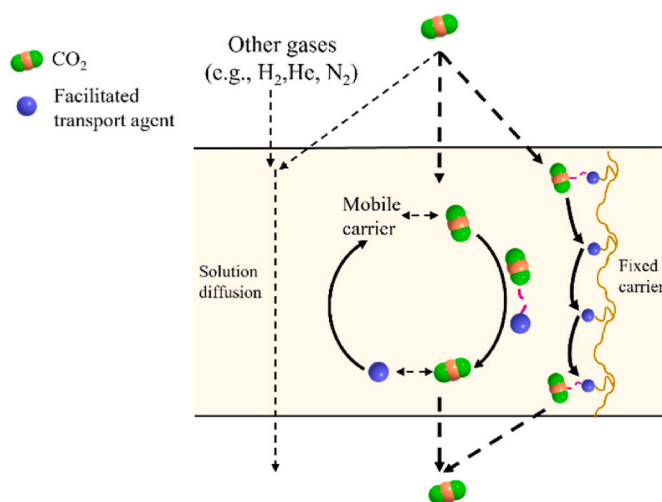 CO₂
Facilitated
transport agent
Other gases
(e.g., H₂,He, N₂)
Mobile
carrier
Solution
diffusion
Fixed
carrier